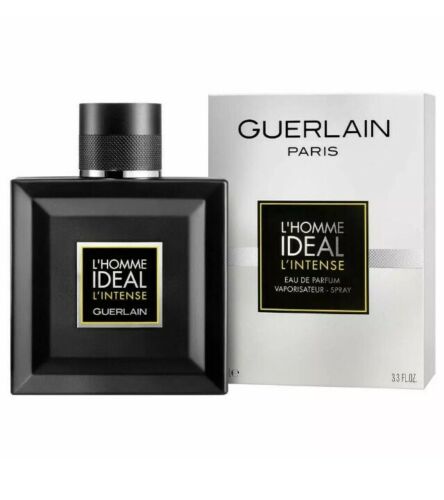 L'HOMME
IDEAL
L'INTENSE
GUERLAIN
GUERLAIN
PARIS
L'HOMME
IDEAL
L'INTENSE
EAU DE PARFUM
VAPORISATEUR - SPRAY
3.3 FL.OZ.